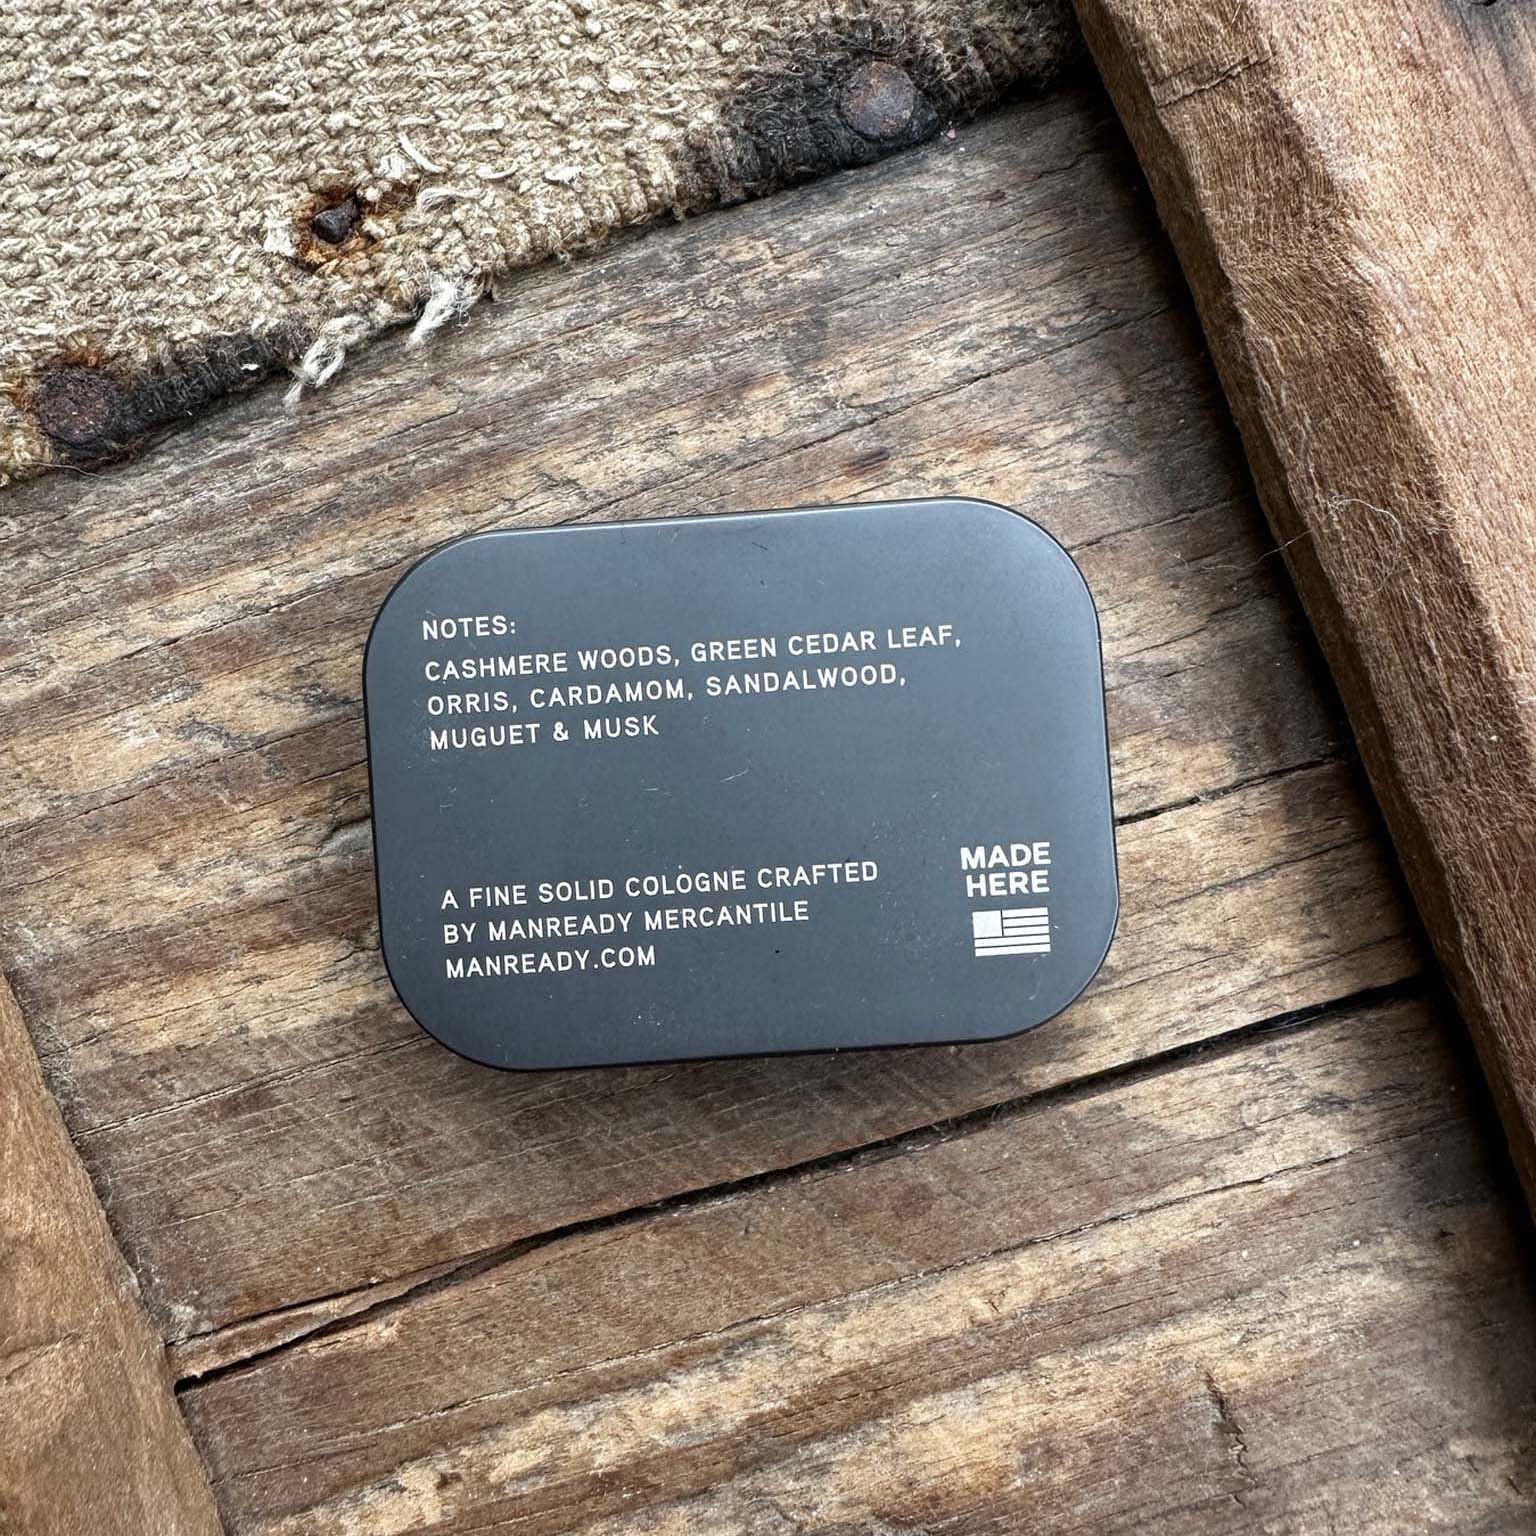 NOTES:
CASHMERE WOODS, GREEN CEDAR LEAF,
ORRIS, CARDAMOM, SANDALWOOD,
MUGUET & MUSK
A FINE SOLID COLOGNE CRAFTED
BY MANREADY MERCANTILE
MANREADY.COM
MADE
HERE